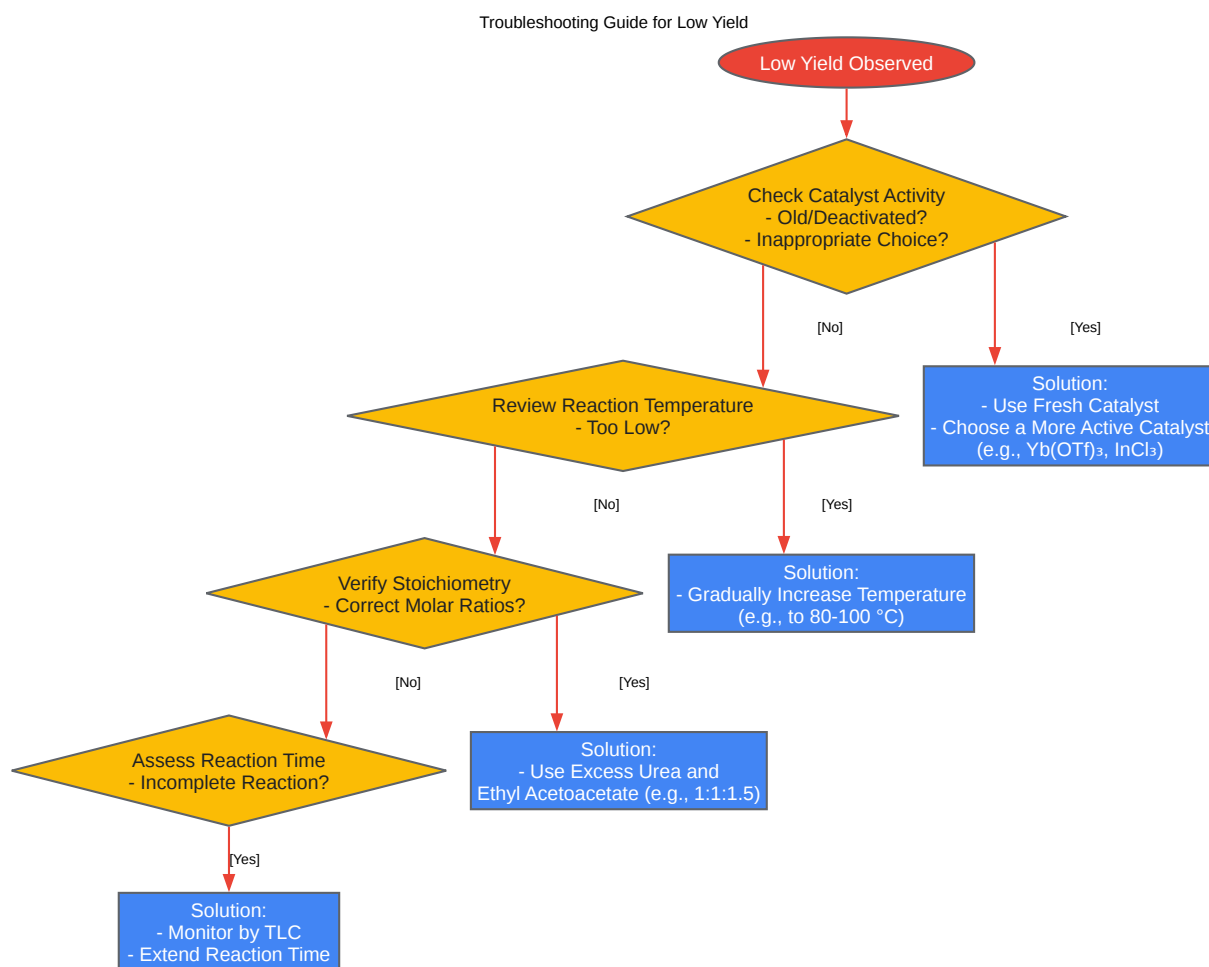 Troubleshooting Guide for Low Yield
Low Yield Observed
Check Catalyst Activity
- Old/Deactivated?
- Inappropriate Choice?
[No]
[Yes]
Solution:
- Use Fresh Catalyst
- Choose a More Active Catalyst
(e.g., Yb(OTf)₃, InCl₃)
Review Reaction Temperature
- Too Low?
[No]
[Yes]
Solution:
- Gradually Increase Temperature
(e.g., to 80-100 °C)
Verify Stoichiometry
- Correct Molar Ratios?
[No]
[Yes]
Solution:
- Use Excess Urea and
Ethyl Acetoacetate (e.g., 1:1:1.5)
Assess Reaction Time
- Incomplete Reaction?
[Yes]
Solution:
- Monitor by TLC
- Extend Reaction Time